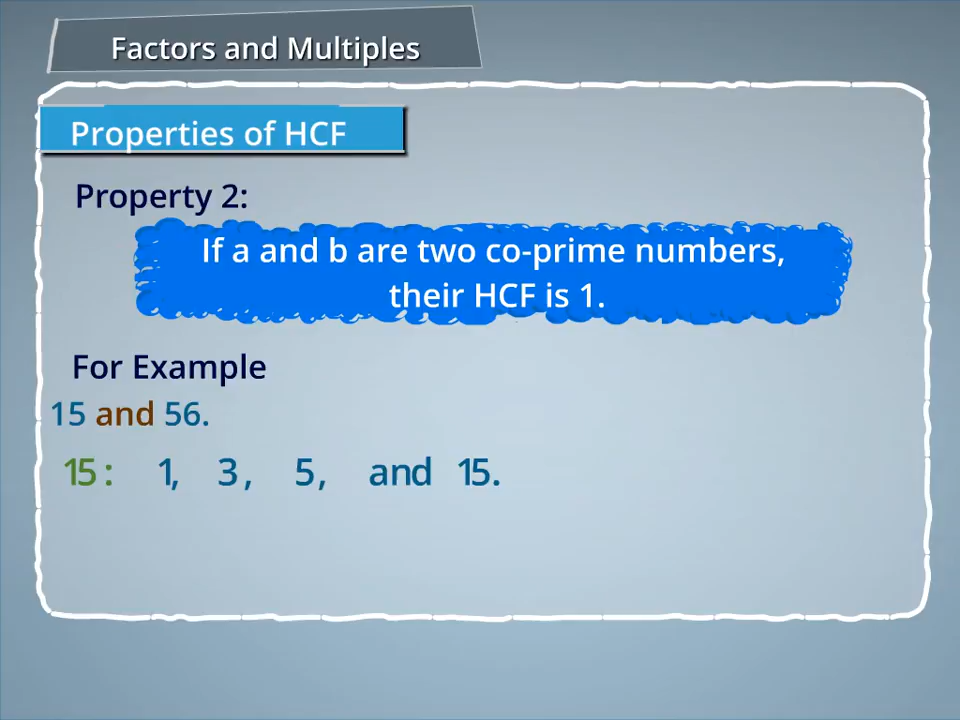 Factors and Multiples
Properties of HCF
Property 2:
If a and b are two co-prime numbers,
their HCF is 1.
For Example
15 and 56.
15 : 1, 3, 5, and 15.